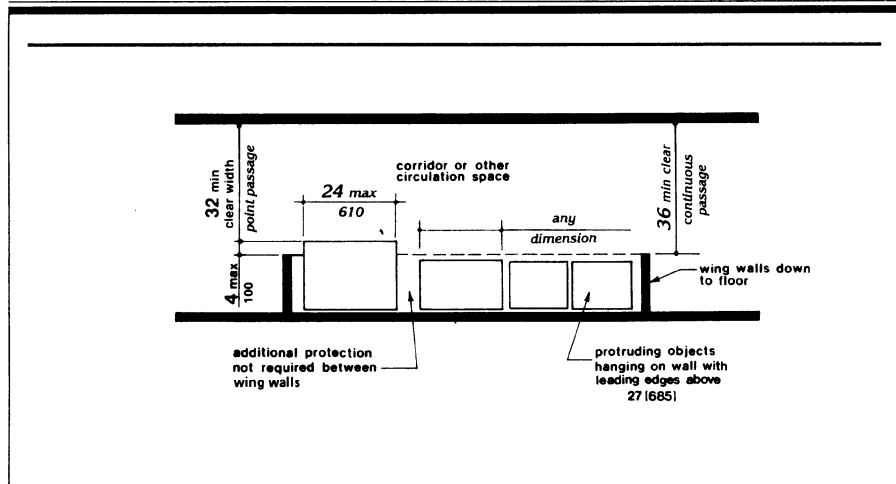 32 min
clear width
point passage
4 max
100
24 max
610
corridor or other
circulation space
any
dimension
36 min clear
continuous
passage
wing walls down
to floor
additional protection
not required between
wing walls
protruding objects
hanging on wall with
leading edges above
27 (685)